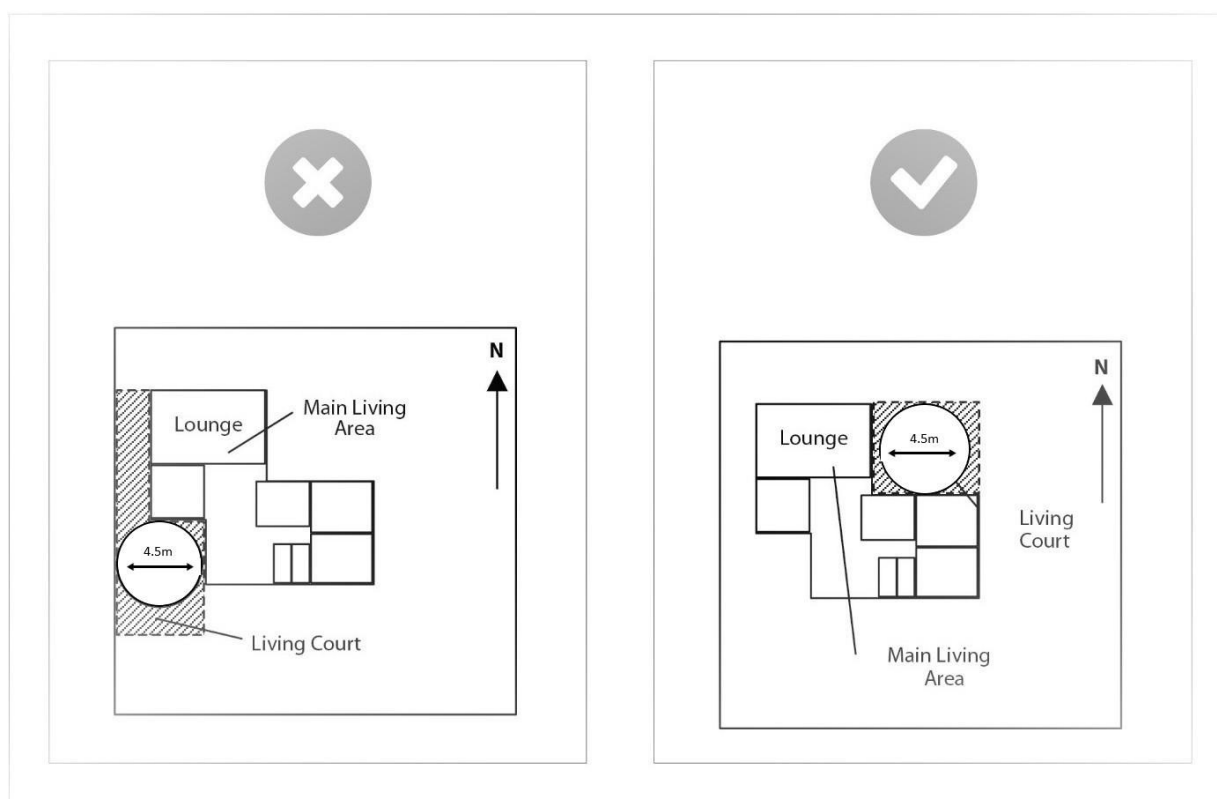 N
Lounge
Main Living
Area
4.5m
Living Court
N
Lounge
4.5m
Living
Court
Main Living
Area